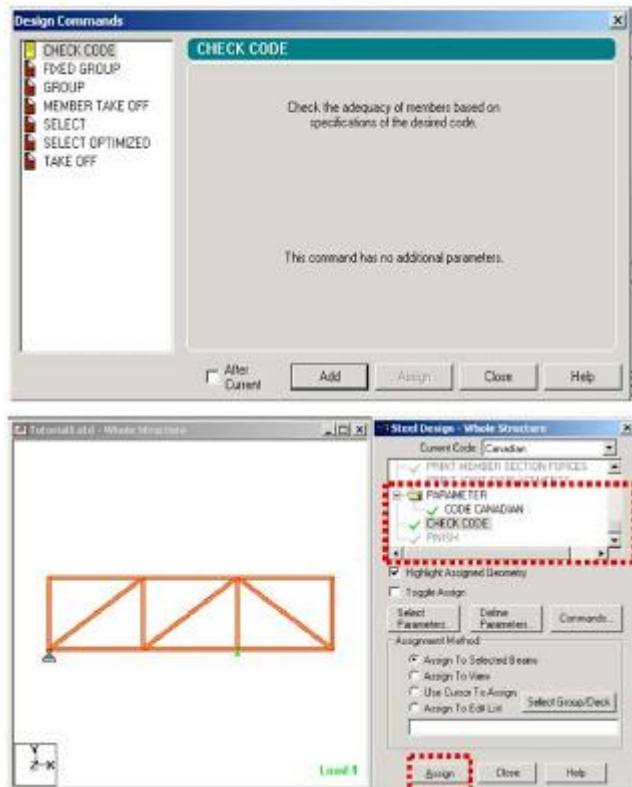 Design Commands
CHECK CODE
FIXED GROUP
GROUP
MEMBER TAKE OFF
SELECT
SELECT OPTIMIZED
TAKE OFF
CHECK CODE
Check the adequacy of members based on
specifications of the desired code.
This command has no additional parameters.
After
Current
Add
Assign
Close
Help
Tutorial1.std - Whole Structure
Load 1
Y
Z-X
Steel Design - Whole Structure
Current Code: Canadian
PRINT MEMBER SECTION FORCES
PRINT JOINT DISPLACEMENTS
PARAMETER
CODE CANADIAN
CHECK CODE
FINISH
Highlight Assigned Geometry
Toggle Assign
Select
Parameters...
Define
Parameters...
Commands...
Assignment Method
Assign To Selected Beams
Assign To View
Use Cursor To Assign
Assign To Edit List
Select Group/Deck
Assign
Close
Help